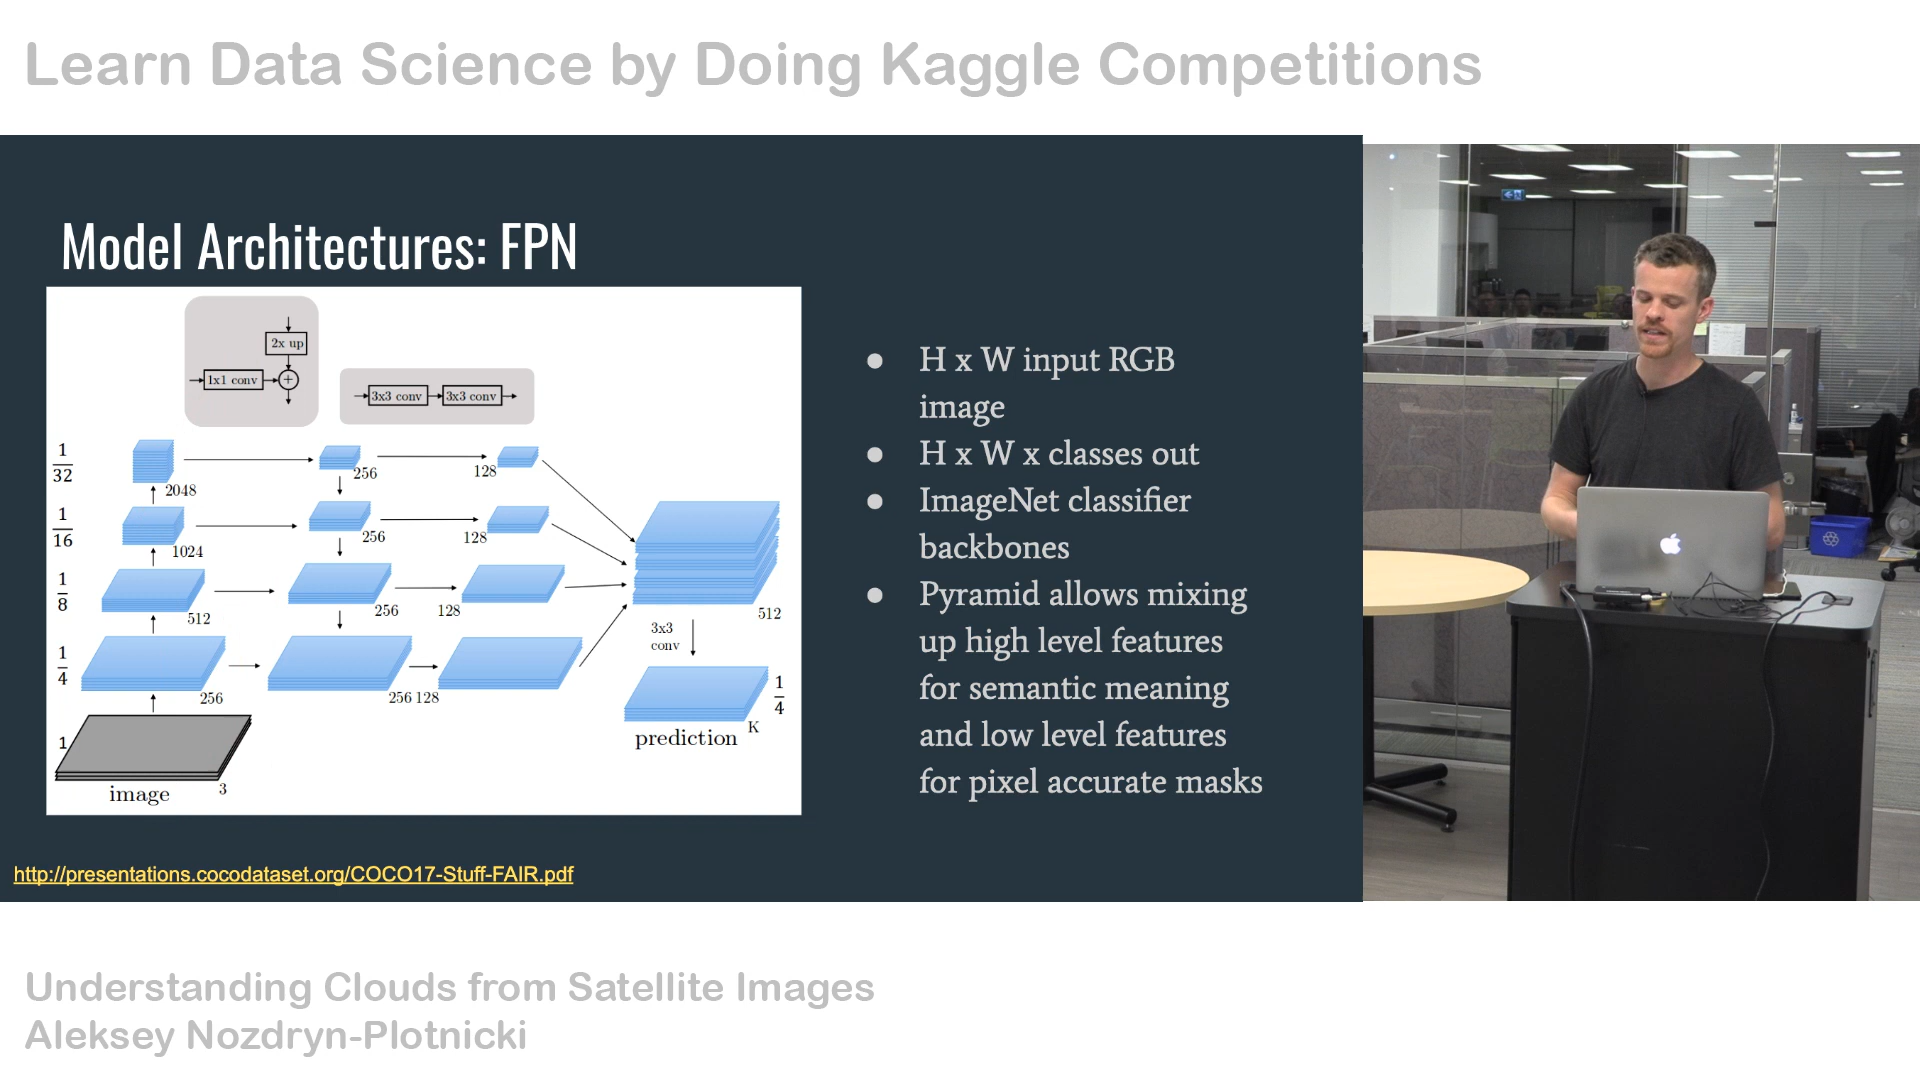 Learn Data Science by Doing Kaggle Competitions
Model Architectures: FPN
2x up
1x1 conv
+
3x3 conv
3x3 conv
1
32
2048
256
128
1
16
1024
256
128
1
8
512
256
128
512
1
4
256
256
128
3x3
conv
1
4
K
prediction
1
image
3
● H x W input RGB
image
● H x W x classes out
● ImageNet classifier
backbones
● Pyramid allows mixing
up high level features
for semantic meaning
and low level features
for pixel accurate masks
http://presentations.cocodataset.org/COCO17-Stuff-FAIR.pdf
Understanding Clouds from Satellite Images
Aleksey Nozdryn-Plotnicki